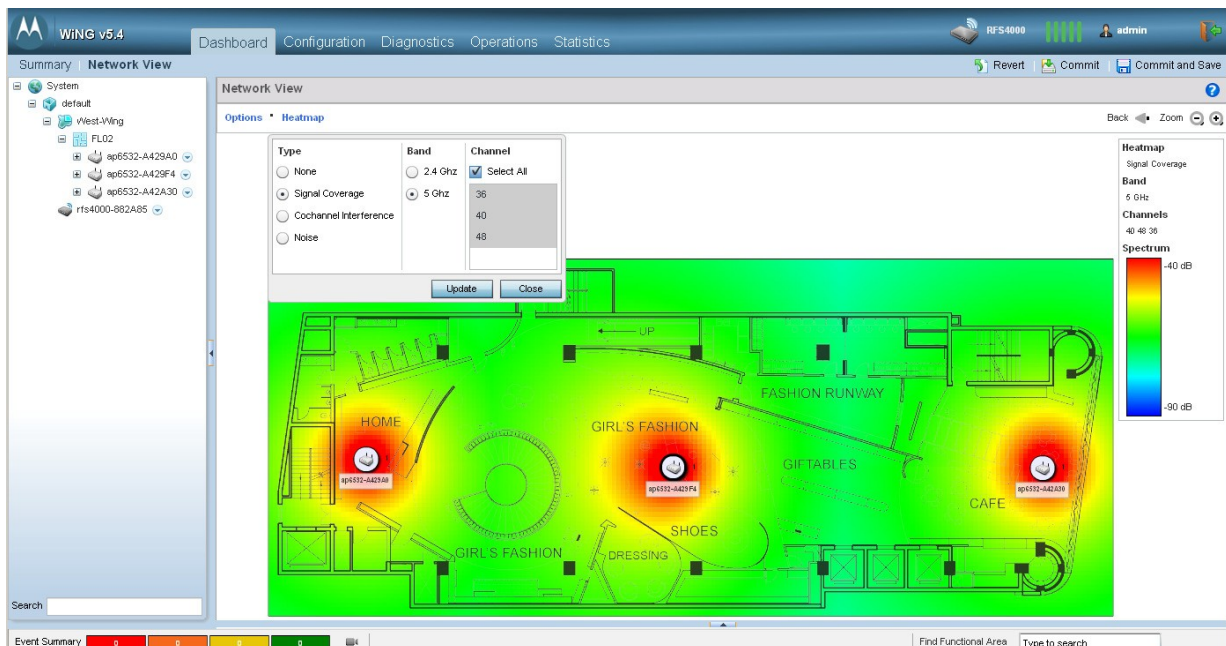 WiNG v5.4
Dashboard Configuration Diagnostics Operations Statistics
RFS4000
admin
Summary Network View
Revert Commit Commit and Save
System
default
West-Wing
FL02
ap6532-A429A0
ap6532-A429F4
ap6532-A42A30
rfs4000-882A85
Search
Network View
Options Heatmap
Back Zoom
Type Band Channel
None 2.4 Ghz Select All
Signal Coverage 5 Ghz 36
Cochannel Interference 40
Noise 48
Update Close
Heatmap
Signal Coverage
Band
5 GHz
Channels
40 48 36
Spectrum
-40 dB
-90 dB
UP
FASHION RUNWAY
HOME
GIRL'S FASHION
GIFTABLES
ap6532-A429A0
ap6532-A429F4
ap6532-A42A30
CAFE
SHOES
GIRL'S FASHION
DRESSING
Event Summary 0 0 0 0
Find Functional Area Type to search